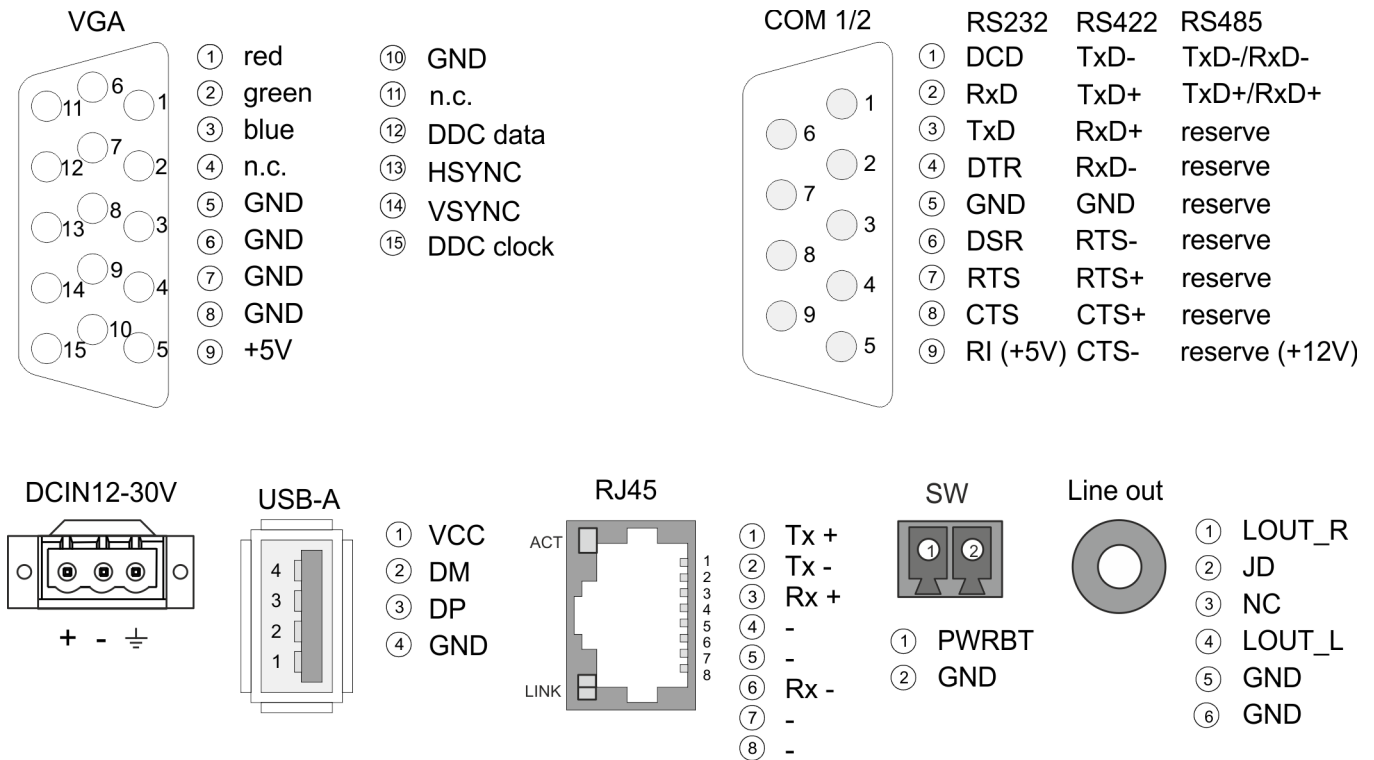 VGA
11 6 1
12 7 2
13 8 3
14 9 4
15 10 5
1 red
2 green
3 blue
4 n.c.
5 GND
6 GND
7 GND
8 GND
9 +5V
10 GND
11 n.c.
12 DDC data
13 HSYNC
14 VSYNC
15 DDC clock
COM 1/2
1
6
2
7
3
8
4
9
5
RS232 RS422 RS485
1 DCD TxD- TxD-/RxD-
2 RxD TxD+ TxD+/RxD+
3 TxD RxD+ reserve
4 DTR RxD- reserve
5 GND GND reserve
6 DSR RTS- reserve
7 RTS RTS+ reserve
8 CTS CTS+ reserve
9 RI (+5V) CTS- reserve (+12V)
DCIN12-30V
+ -
USB-A
4
3
2
1
1 VCC
2 DM
3 DP
4 GND
RJ45
ACT
LINK
1
2
3
4
5
6
7
8
1 Tx +
2 Tx -
3 Rx +
4 -
5 -
6 Rx -
7 -
8 -
SW
1 2
1 PWRBT
2 GND
Line out
1 LOUT_R
2 JD
3 NC
4 LOUT_L
5 GND
6 GND